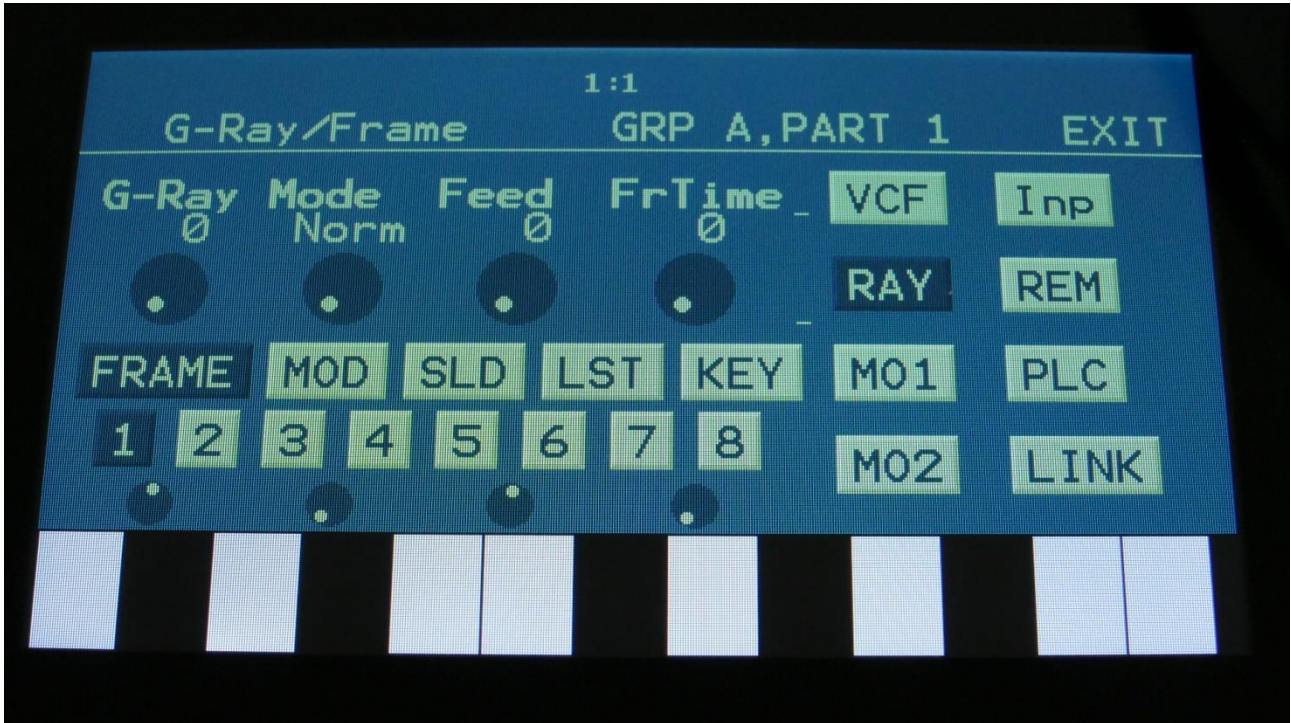 1:1
G-Ray/Frame GRP A,PART 1 EXIT
G-Ray Mode Feed FrTime VCF Inp
0 Norm 0 0
RAY REM
FRAME MOD SLD LST KEY MO1 PLC
1 2 3 4 5 6 7 8
MO2 LINK